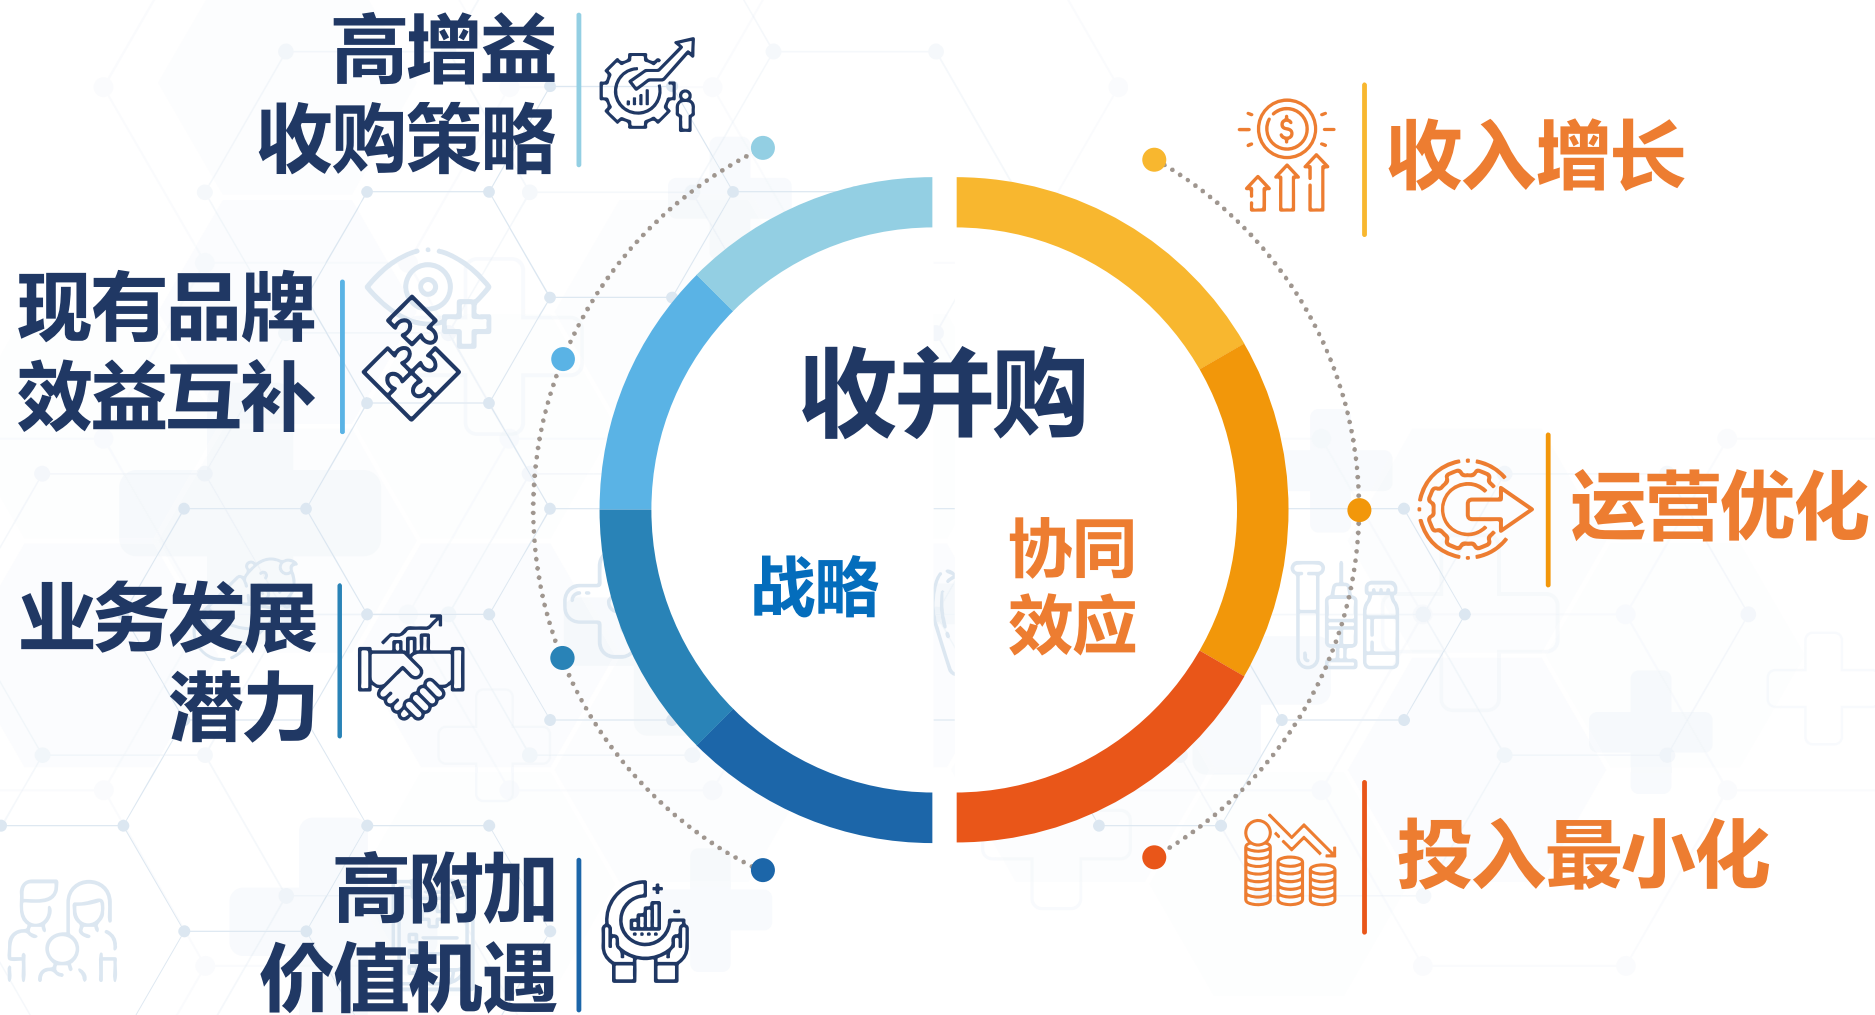 高增益
收购策略
现有品牌
效益互补
业务发展
潜力
高附加
价值机遇
收并购
战略
协同
效应
收入增长
运营优化
投入最小化